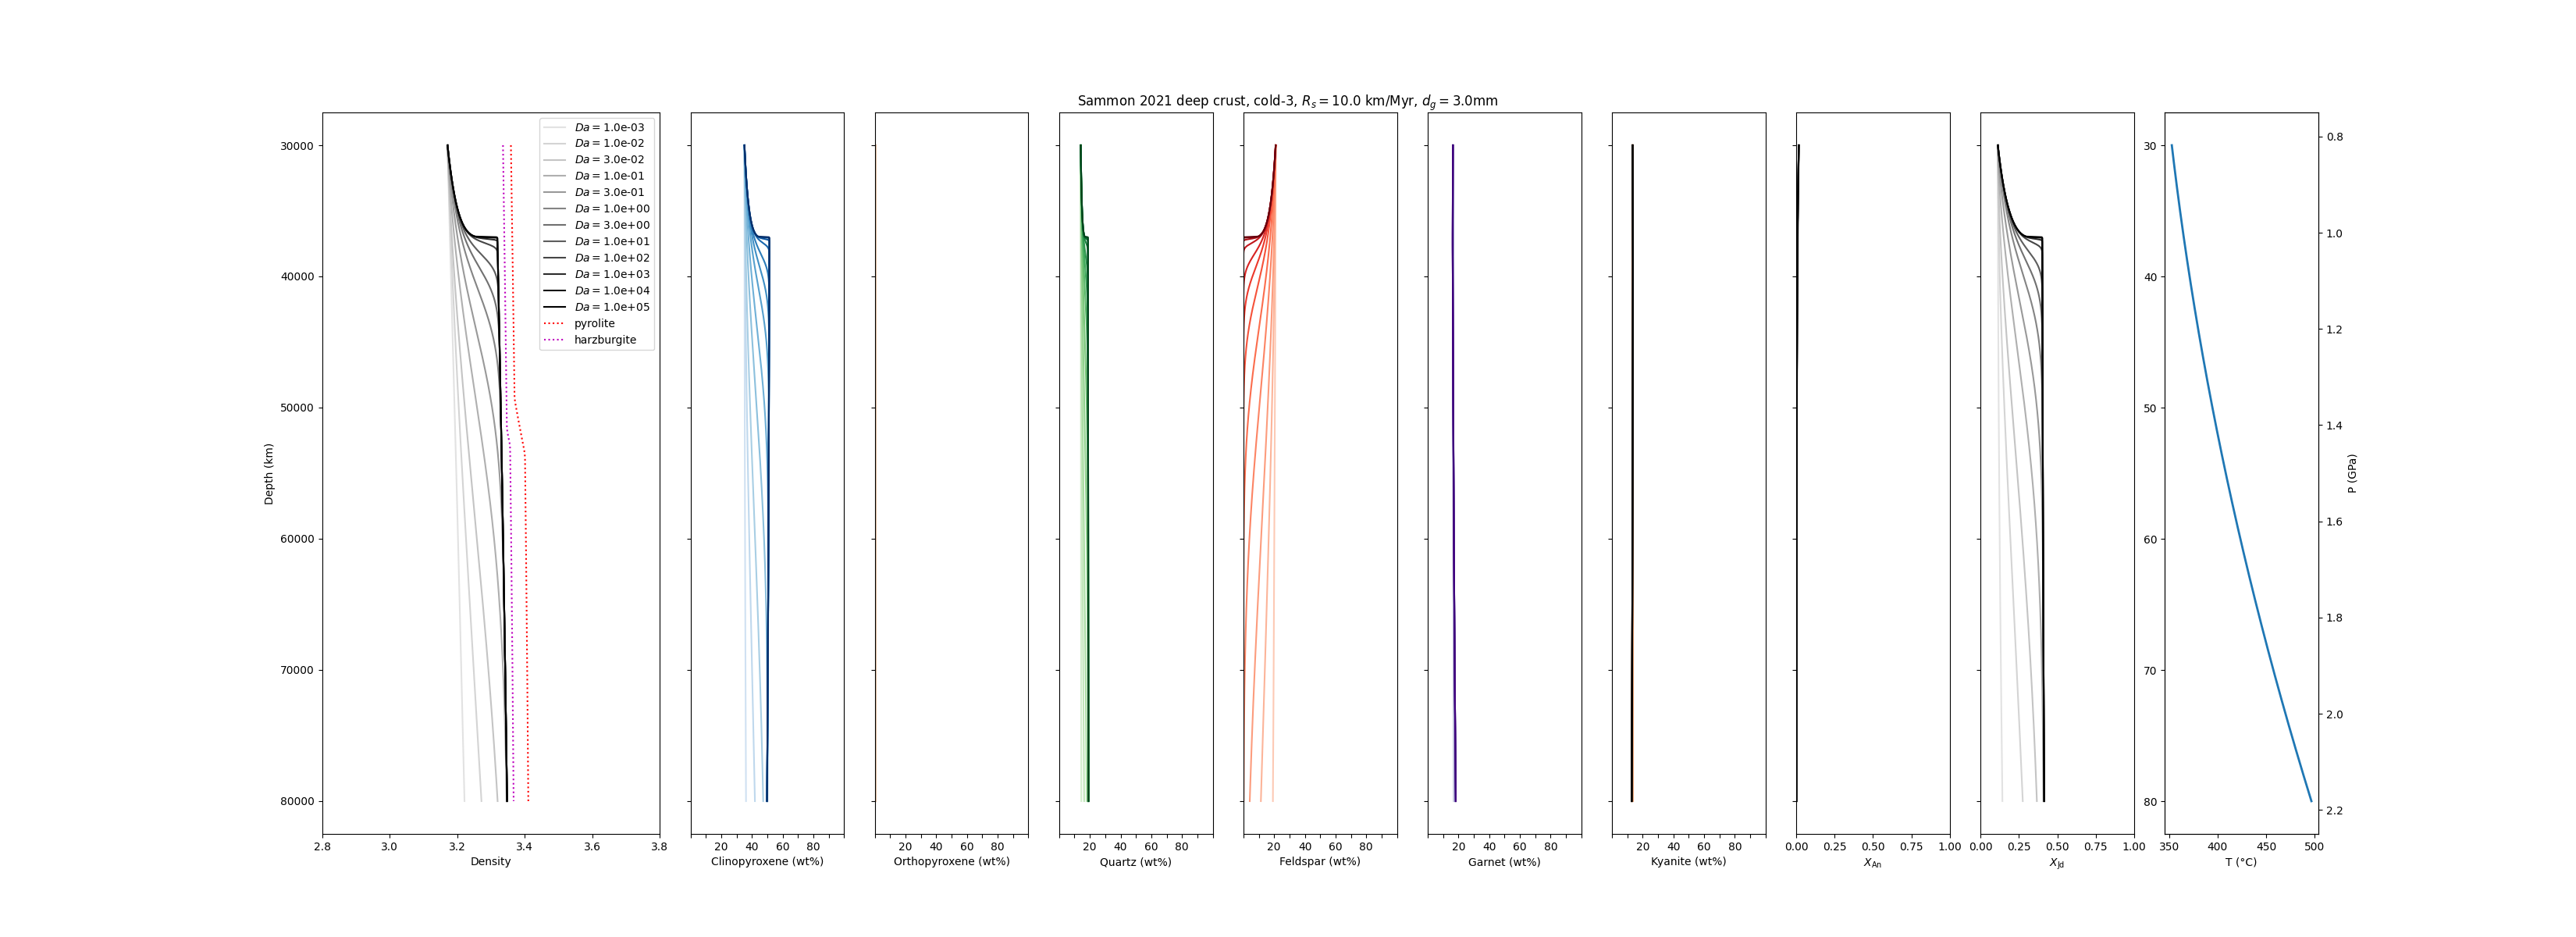 Sammon 2021 deep crust, cold-3, R_s = 10.0 km/Myr, d_g = 3.0mm
Da = 1.0e-03
Da = 1.0e-02
Da = 3.0e-02
Da = 1.0e-01
Da = 3.0e-01
Da = 1.0e+00
Da = 3.0e+00
Da = 1.0e+01
Da = 1.0e+02
Da = 1.0e+03
Da = 1.0e+04
Da = 1.0e+05
pyrolite
harzburgite
30000
40000
50000
60000
70000
80000
Depth (km)
2.8 3.0 3.2 3.4 3.6 3.8
Density
20 40 60 80
Clinopyroxene (wt%)
20 40 60 80
Orthopyroxene (wt%)
20 40 60 80
Quartz (wt%)
20 40 60 80
Feldspar (wt%)
20 40 60 80
Garnet (wt%)
20 40 60 80
Kyanite (wt%)
0.00 0.25 0.50 0.75 1.00
X_An
0.00 0.25 0.50 0.75 1.00
X_Jd
30
40
50
60
70
80
350 400 450 500
T (°C)
0.8
1.0
1.2
1.4
1.6
1.8
2.0
2.2
P (GPa)